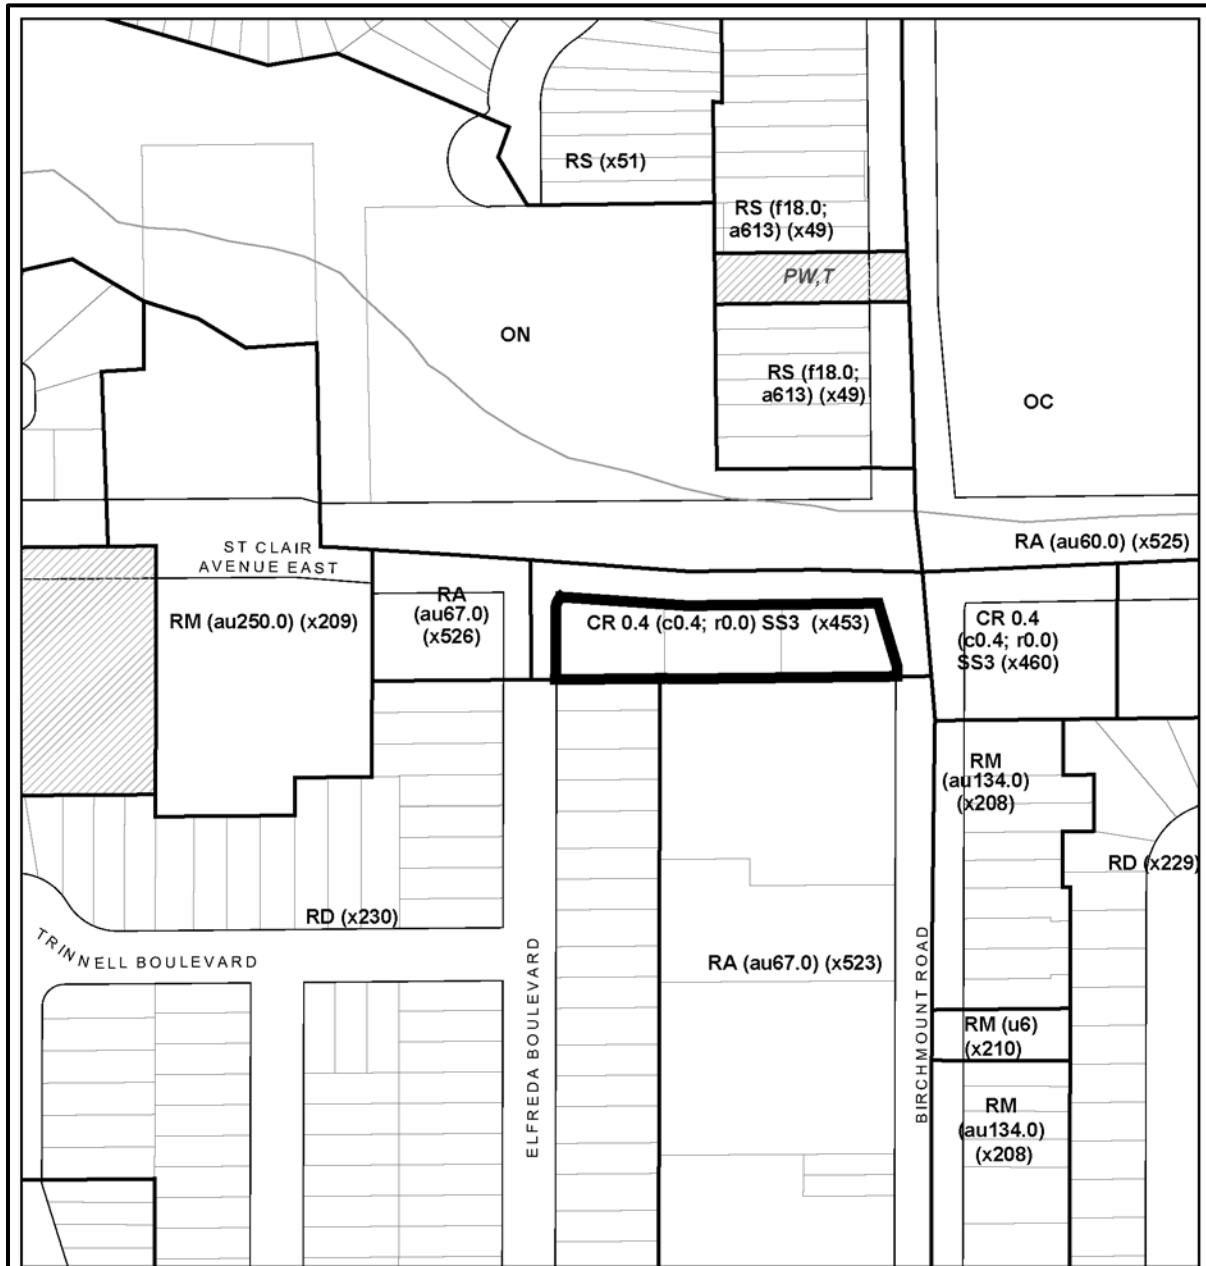 RS (x51)
RS (f18.0;
a613) (x49)
PW,T
ON
RS (f18.0;
a613) (x49)
OC
RA (au60.0) (x525)
ST CLAIR
AVENUE EAST
RM (au250.0) (x209)
RA
(au67.0)
(x526)
CR 0.4 (c0.4; r0.0) SS3 (x453)
CR 0.4
(c0.4; r0.0)
SS3 (x460)
RM
(au134.0)
(x208)
RD (x229)
RD (x230)
TRINNELL BOULEVARD
ELFREDA BOULEVARD
RA (au67.0) (x523)
BIRCHMOUNT ROAD
RM (u6)
(x210)
RM
(au134.0)
(x208)